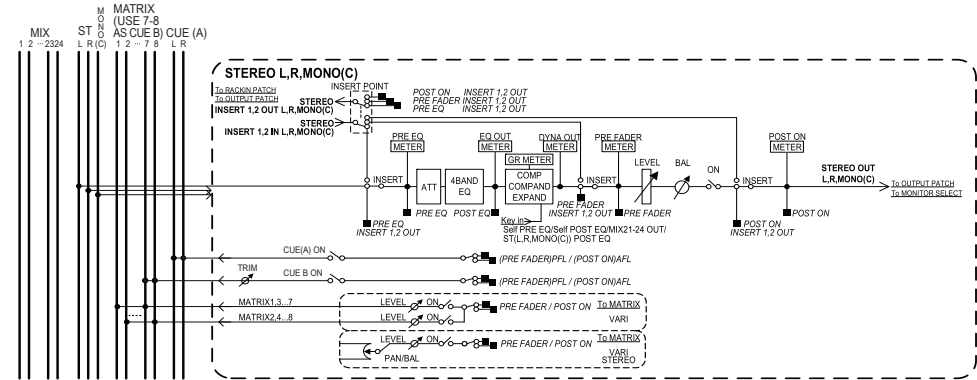 MIX
1 2 ··· 2324
ST
L R
MONO
(C)
MATRIX
(USE 7-8
AS CUE B)
1 2 ··· 7 8
CUE (A)
L R
STEREO L,R,MONO(C)
To RACKIN PATCH
To OUTPUT PATCH
INSERT POINT
STEREO
INSERT 1,2 OUT L,R,MONO(C)
STEREO
INSERT 1,2 IN L,R,MONO(C)
POST ON INSERT 1,2 OUT
PRE FADER INSERT 1,2 OUT
PRE EQ INSERT 1,2 OUT
PRE EQ
METER
EQ OUT
METER
DYNA OUT
METER
PRE FADER
METER
POST ON
METER
GR METER
INSERT
ATT
4BAND
EQ
COMP
COMPAND
EXPAND
INSERT
LEVEL
BAL
ON
INSERT
STEREO OUT
L,R,MONO(C)
To OUTPUT PATCH
To MONITOR SELECT
PRE EQ
INSERT 1,2 OUT
PRE EQ
POST EQ
PRE FADER
INSERT 1,2 OUT
PRE FADER
POST ON
INSERT 1,2 OUT
POST ON
Key in
Self PRE EQ/Self POST EQ/MIX21-24 OUT/
ST(L,R,MONO(C)) POST EQ
CUE(A) ON
(PRE FADER)PFL / (POST ON)AFL
TRIM
CUE B ON
(PRE FADER)PFL / (POST ON)AFL
MATRIX1,3...7
LEVEL
ON
PRE FADER / POST ON
To MATRIX
VARI
MATRIX2,4...8
LEVEL
ON
LEVEL
ON
PAN/BAL
PRE FADER / POST ON
To MATRIX
VARI
STEREO